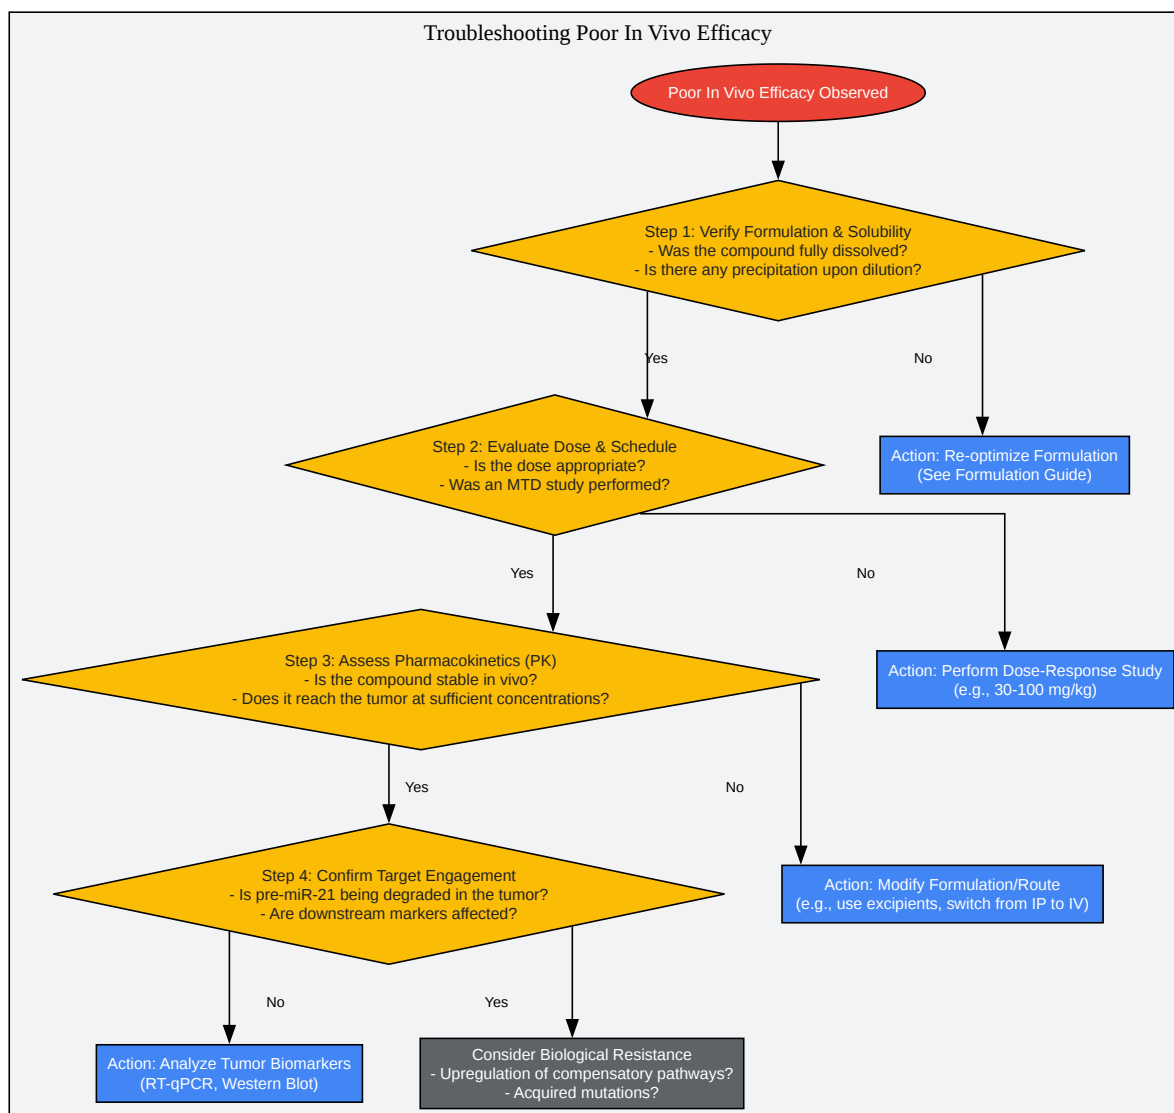 Troubleshooting Poor In Vivo Efficacy
Poor In Vivo Efficacy Observed
Step 1: Verify Formulation & Solubility
- Was the compound fully dissolved?
- Is there any precipitation upon dilution?
Yes
No
Step 2: Evaluate Dose & Schedule
- Is the dose appropriate?
- Was an MTD study performed?
Action: Re-optimize Formulation
(See Formulation Guide)
Yes
No
Step 3: Assess Pharmacokinetics (PK)
- Is the compound stable in vivo?
- Does it reach the tumor at sufficient concentrations?
Action: Perform Dose-Response Study
(e.g., 30-100 mg/kg)
Yes
No
Step 4: Confirm Target Engagement
- Is pre-miR-21 being degraded in the tumor?
- Are downstream markers affected?
Action: Modify Formulation/Route
(e.g., use excipients, switch from IP to IV)
No
Yes
Action: Analyze Tumor Biomarkers
(RT-qPCR, Western Blot)
Consider Biological Resistance
- Upregulation of compensatory pathways?
- Acquired mutations?